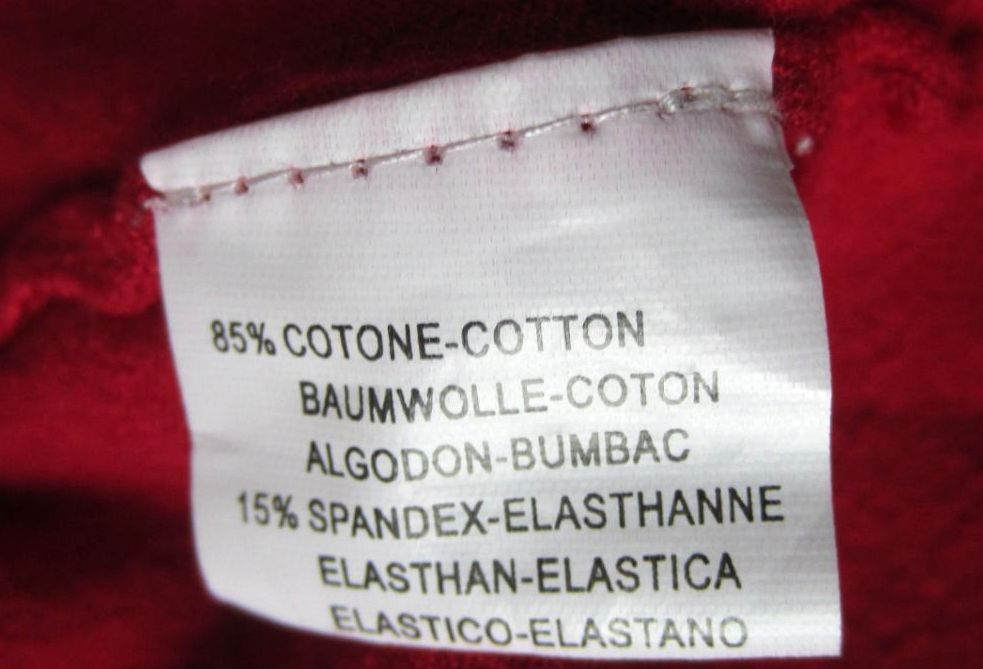 85% COTONE-COTTON
BAUMWOLLE-COTON
ALGODON-BUMBAC
15% SPANDEX-ELASTHANNE
ELASTHAN-ELASTICA
ELASTICO-ELASTANO